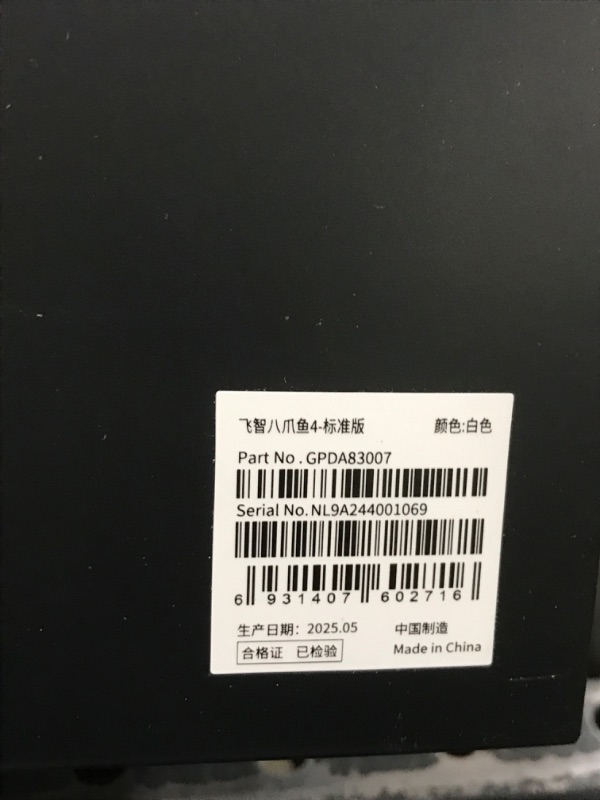 飞智八爪鱼4-标准版 颜色:白色
Part No.GPDA83007
Serial No.NL9A244001069
6 931407 602716
生产日期：2025.05 中国制造
合格证 已检验 Made in China